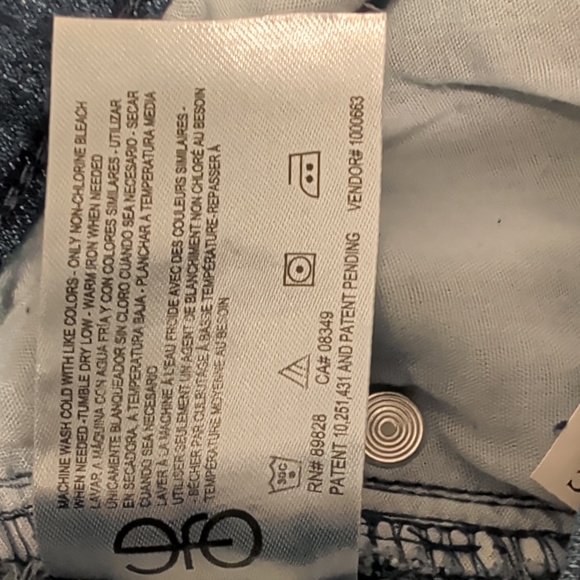 MACHINE WASH COLD WITH LIKE COLORS - ONLY NON-CHLORINE BLEACH
WHEN NEEDED - TUMBLE DRY LOW - WARM IRON WHEN NEEDED
LAVAR A MÁQUINA CON AGUA FRÍA Y CON COLORES SIMILARES - UTILIZAR
ÚNICAMENTE BLANQUEADOR SIN CLORO CUANDO SEA NECESARIO - SECAR
EN SECADORA, A TEMPERATURA BAJA - PLANCHAR A TEMPERATURA MEDIA
CUANDO SEA NECESARIO
LAVER À LA MACHINE À L'EAU FROIDE AVEC DES COULEURS SIMILAIRES -
UTILISER SEULEMENT UN AGENT DE BLANCHIMENT NON CHLORÉ AU BESOIN
- SÉCHER PAR CULBUTAGE À BASSE TEMPÉRATURE - REPASSER À
TEMPÉRATURE MOYENNE AU BESOIN
30C
RN# 89828 CA# 08349
PATENT 10,251,431 AND PATENT PENDING VENDOR# 1000663